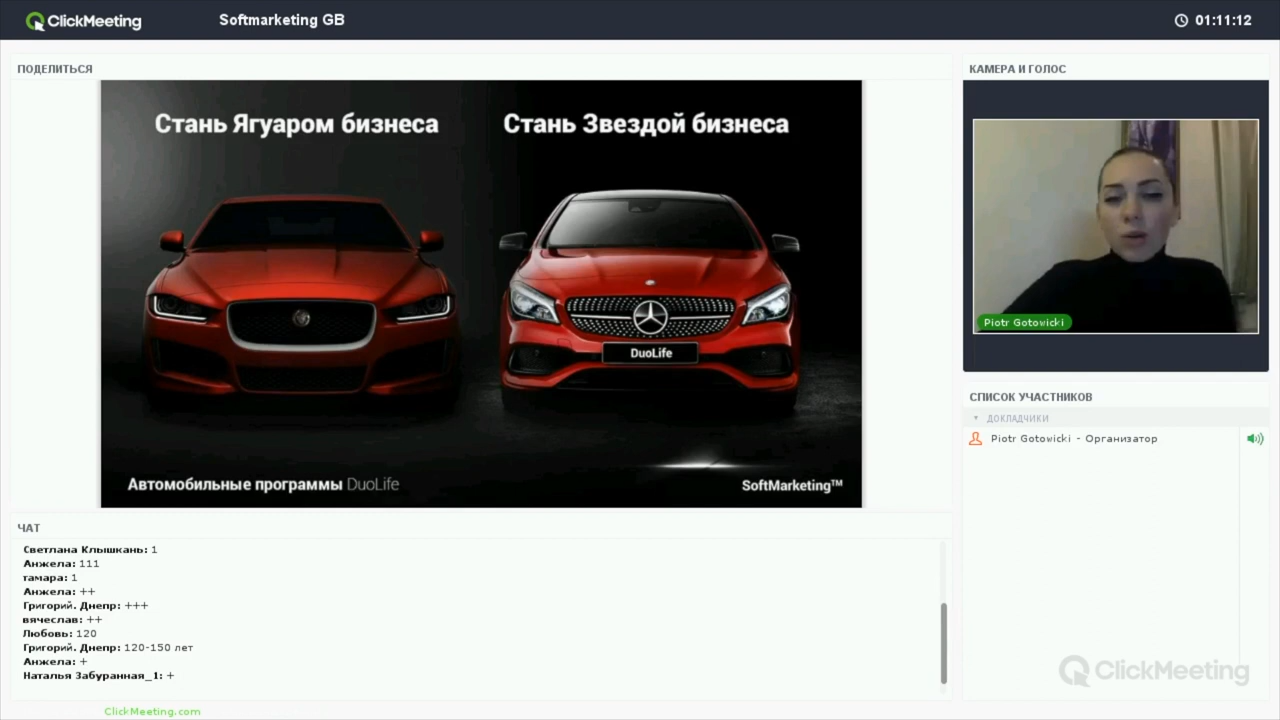 ClickMeeting
Softmarketing GB
01:11:12
ПОДЕЛИТЬСЯ
Стань Ягуаром бизнеса
Стань Звездой бизнеса
DuoLife
Автомобильные программы DuoLife
SoftMarketing™
КАМЕРА И ГОЛОС
Piotr Gotowicki
СПИСОК УЧАСТНИКОВ
ДОКЛАДЧИКИ
Piotr Gotowicki - Организатор
ЧАТ
Светлана Клышкань: 1
Анжела: 111
тамара: 1
Анжела: ++
Григорий. Днепр: +++
вячеслав: ++
Любовь: 120
Григорий. Днепр: 120-150 лет
Анжела: +
Наталья Забуранная_1: +
ClickMeeting
ClickMeeting.com